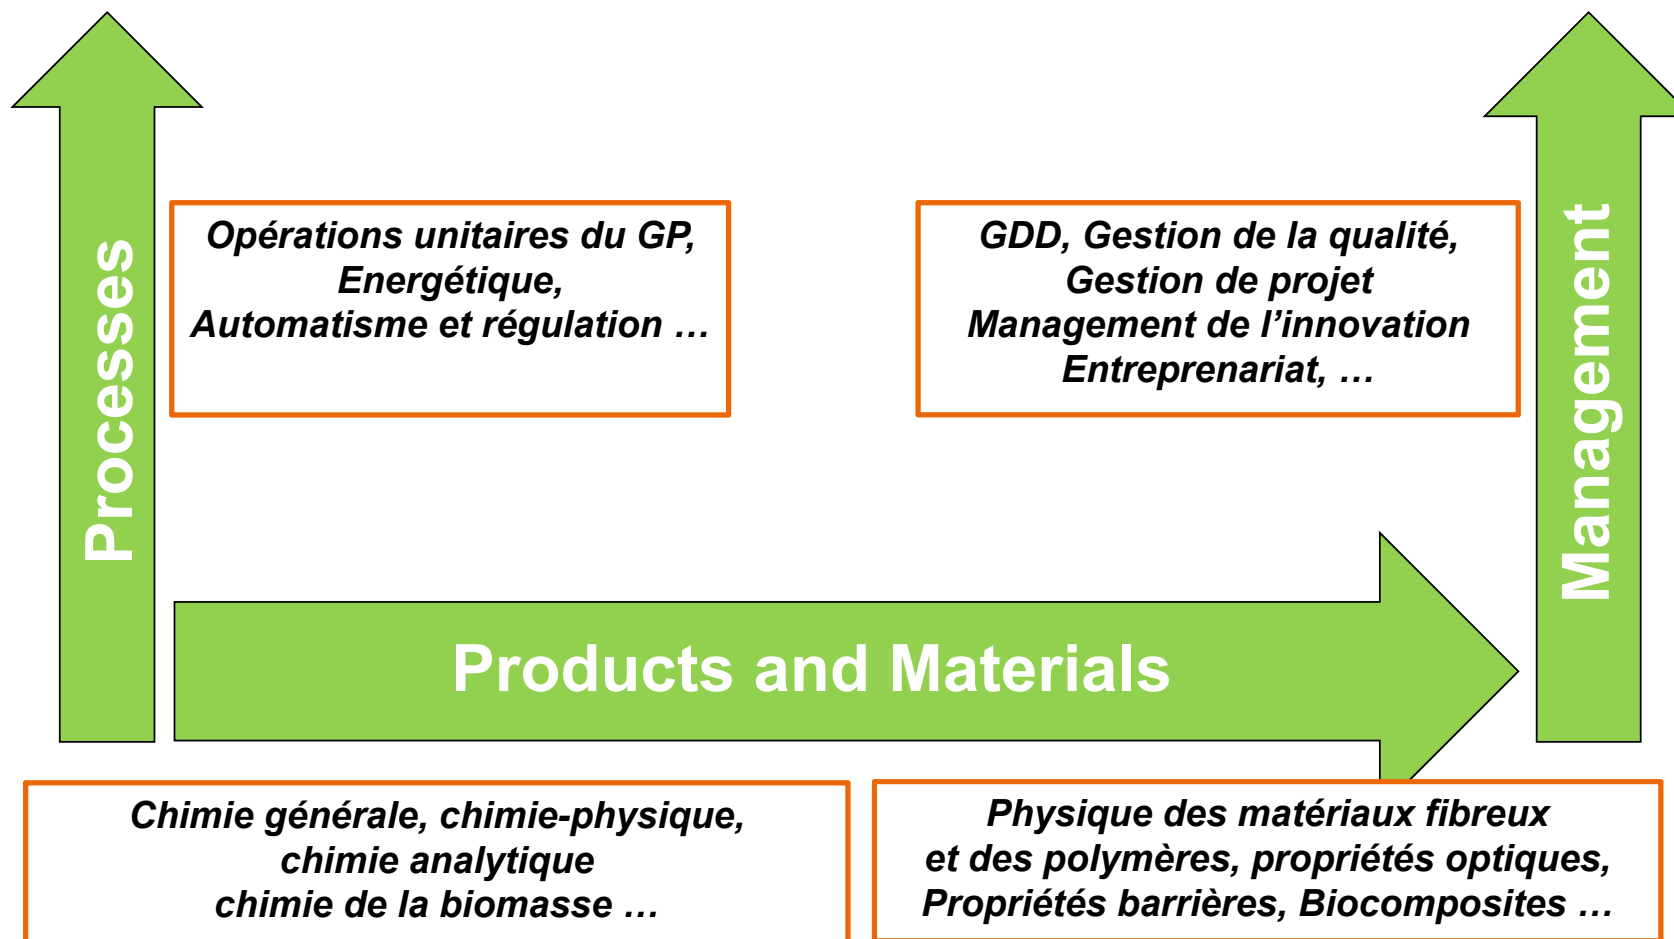 Processes
Opérations unitaires du GP,
Energétique,
Automatisme et régulation …
GDD, Gestion de la qualité,
Gestion de projet
Management de l’innovation
Entreprenariat, …
Management
Products and Materials
Chimie générale, chimie-physique,
chimie analytique
chimie de la biomasse …
Physique des matériaux fibreux
et des polymères, propriétés optiques,
Propriétés barrières, Biocomposites …